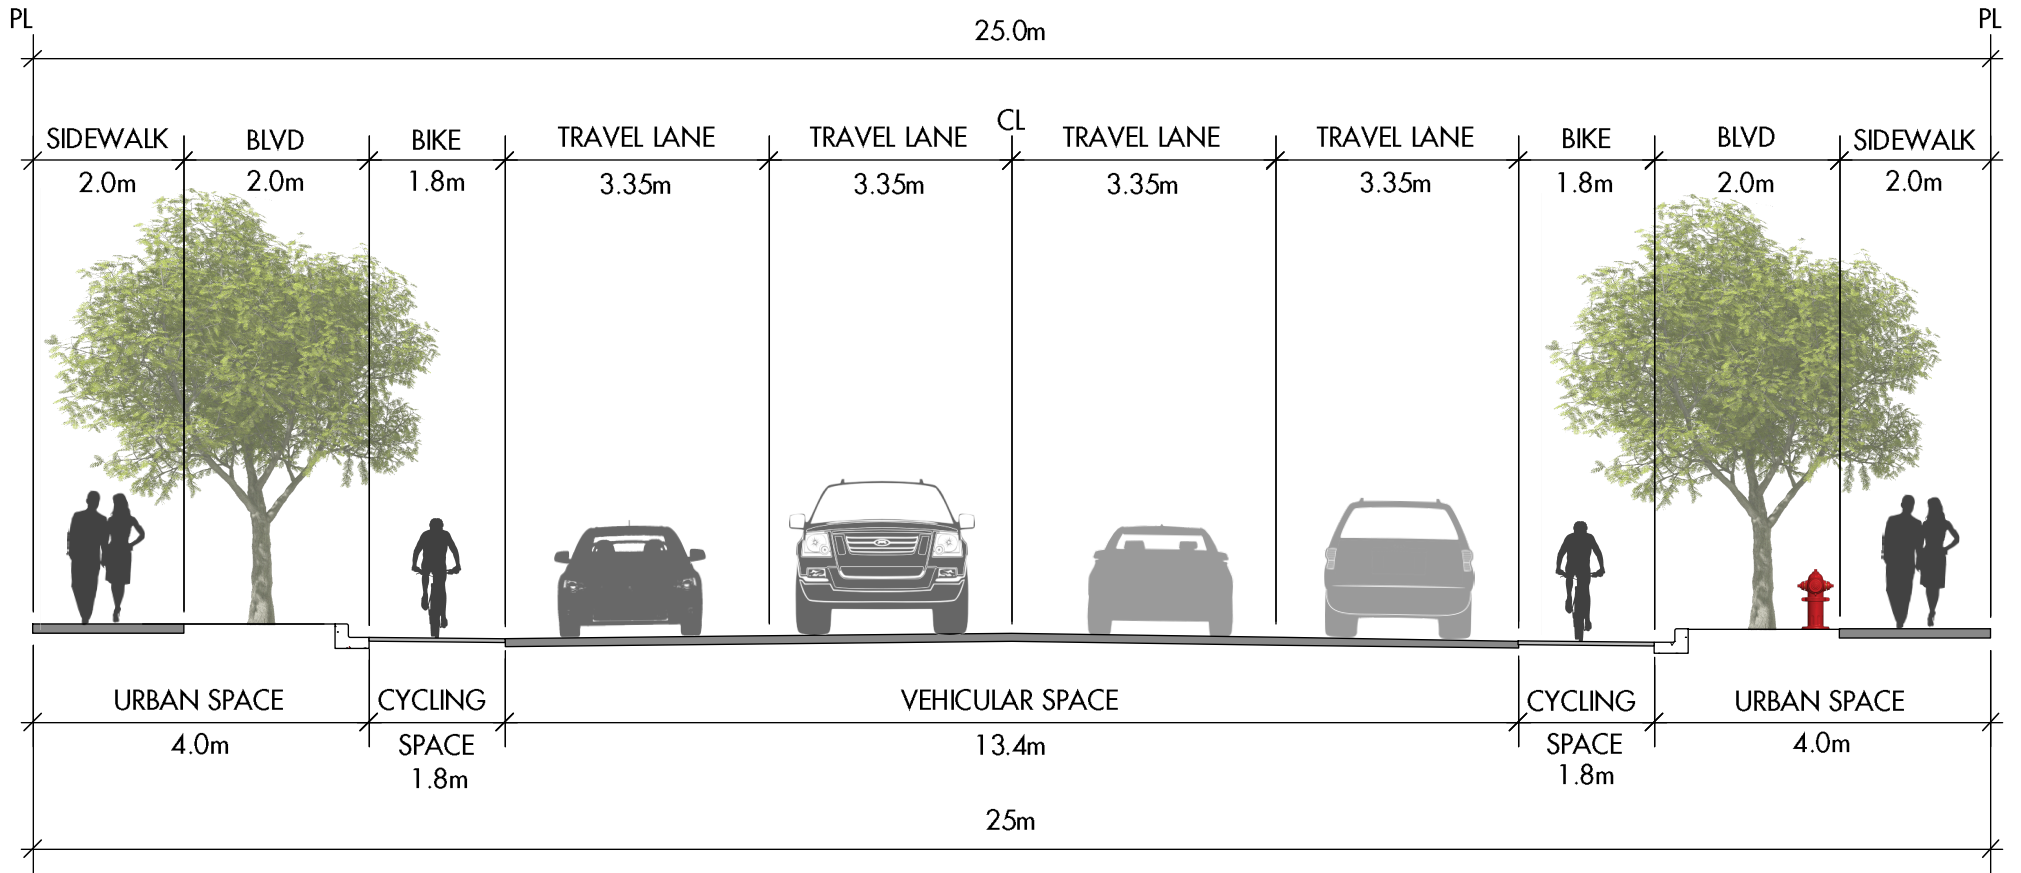 PL 25.0m PL
CL
SIDEWALK BLVD BIKE TRAVEL LANE TRAVEL LANE TRAVEL LANE TRAVEL LANE BIKE BLVD SIDEWALK
2.0m 2.0m 1.8m 3.35m 3.35m 3.35m 3.35m 1.8m 2.0m 2.0m
URBAN SPACE CYCLING VEHICULAR SPACE CYCLING URBAN SPACE
4.0m SPACE 13.4m SPACE 4.0m
1.8m 1.8m
25m